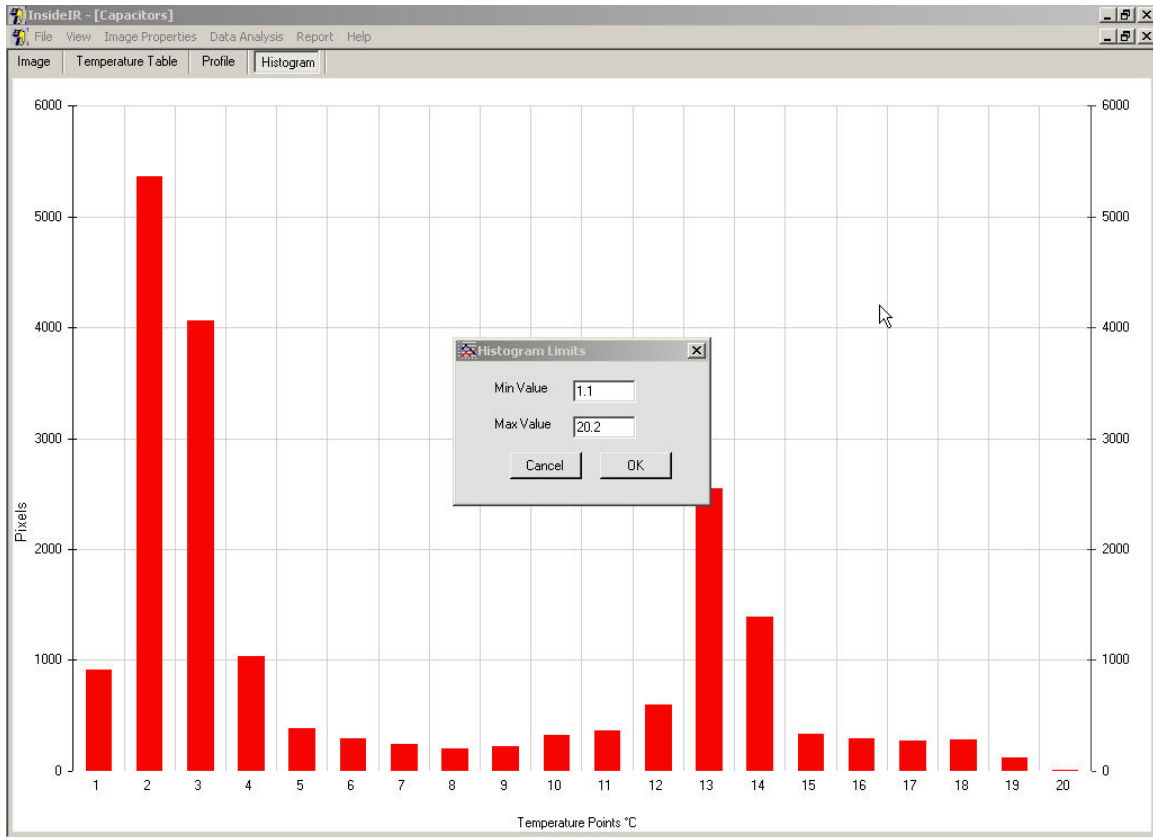 InsideIR - [Capacitors]
File View Image Properties Data Analysis Report Help
Image Temperature Table Profile Histogram
6000 6000
5000 5000
4000 4000
Histogram Limits
Min Value 1.1
Max Value 20.2
3000 3000
Cancel OK
Pixels
2000 2000
1000 1000
0 0
1 2 3 4 5 6 7 8 9 10 11 12 13 14 15 16 17 18 19 20
Temperature Points °C